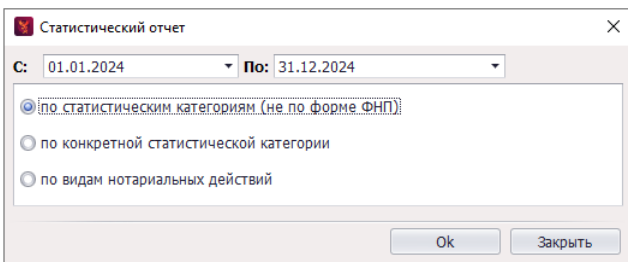 Статистический отчет
С: 01.01.2024 По: 31.12.2024
по статистическим категориям (не по форме ФНП)
по конкретной статистической категории
по видам нотариальных действий
Ok Закрыть